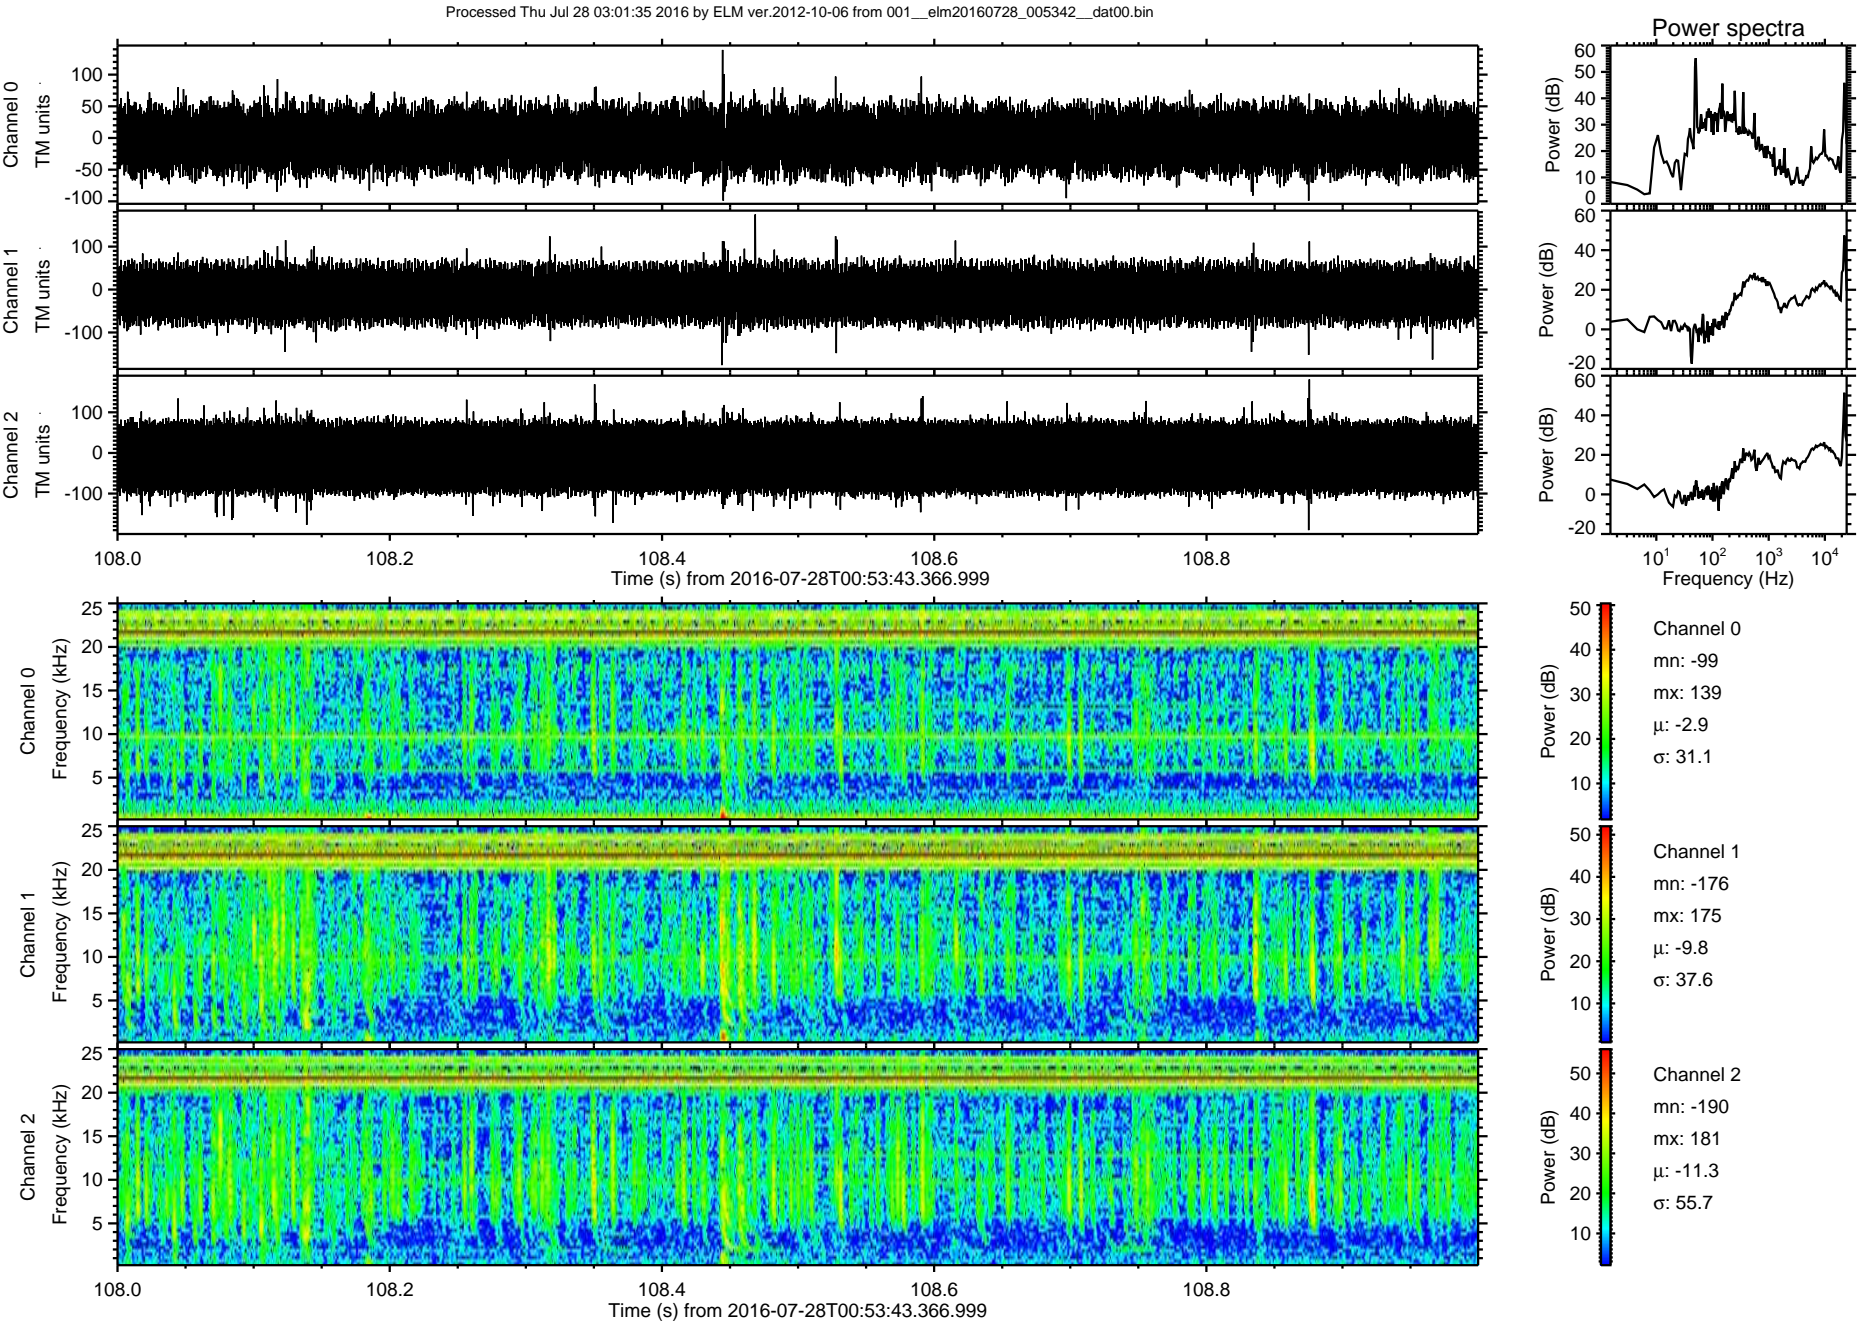 Processed Thu Jul 28 03:01:35 2016 by ELM ver.2012-10-06 from 001__elm20160728_005342__dat00.bin
Power spectra
Channel 0
TM units
100
50
0
-50
-100
Power (dB)
60
50
40
30
20
10
0
Channel 1
TM units
100
0
-100
Power (dB)
60
40
20
0
-20
Channel 2
TM units
100
0
-100
Power (dB)
60
40
20
0
-20
108.0 108.2 108.4 108.6 108.8
Time (s) from 2016-07-28T00:53:43.366.999
10^1 10^2 10^3 10^4
Frequency (Hz)
Channel 0
Frequency (kHz)
25
20
15
10
5
Power (dB)
50
40
30
20
10
Channel 0
mn: -99
mx: 139
μ: -2.9
σ: 31.1
Channel 1
Frequency (kHz)
25
20
15
10
5
Power (dB)
50
40
30
20
10
Channel 1
mn: -176
mx: 175
μ: -9.8
σ: 37.6
Channel 2
Frequency (kHz)
25
20
15
10
5
Power (dB)
50
40
30
20
10
Channel 2
mn: -190
mx: 181
μ: -11.3
σ: 55.7
108.0 108.2 108.4 108.6 108.8
Time (s) from 2016-07-28T00:53:43.366.999